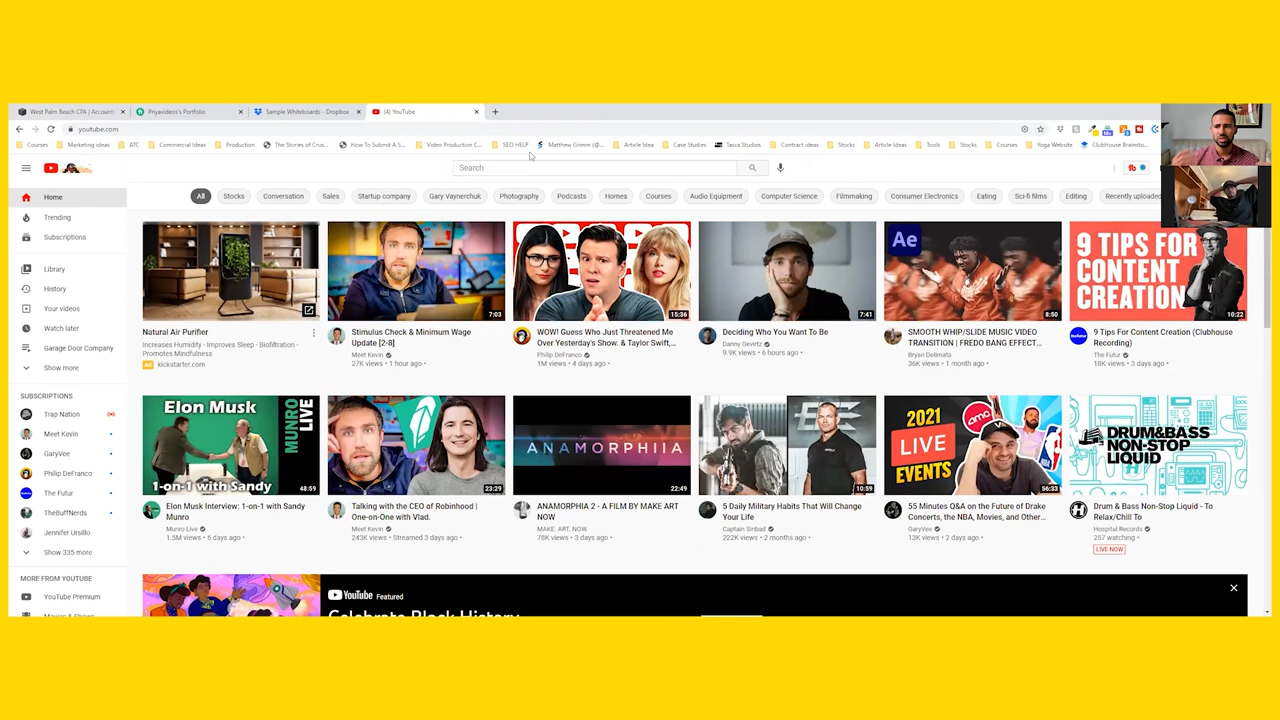 West Palm Beach CPA | Account
Priyavideos's Portfolio
Sample Whiteboards - Dropbox
(4) YouTube
youtube.com
Courses
Marketing ideas
ATC
Commercial Ideas
Production
The Stories of Crus...
How To Submit A S...
Video Production C...
SEO HELP
Matthew Grimm (@...
Article Idea
Case Studies
Tasca Studios
Contract ideas
Stocks
Article Ideas
Tools
Stocks
Courses
Yoga Website
ClubHouse Brainsto...
Search
All
Stocks
Conversation
Sales
Startup company
Gary Vaynerchuk
Photography
Podcasts
Homes
Courses
Audio Equipment
Computer Science
Filmmaking
Consumer Electronics
Eating
Sci-fi films
Editing
Recently uploaded
Home
Trending
Subscriptions
Library
History
Your videos
Watch later
Garage Door Company
Show more
SUBSCRIPTIONS
Trap Nation
Meet Kevin
GaryVee
Philip DeFranco
The Futur
TheBuffNerds
Jennifer Ursillo
Show 335 more
MORE FROM YOUTUBE
YouTube Premium
Natural Air Purifier
Increases Humidity - Improves Sleep - Biofiltration -
Promotes Mindfulness
Ad kickstarter.com
7:03
Stimulus Check & Minimum Wage
Update [2-8]
Meet Kevin
27K views • 1 hour ago •
15:36
WOW! Guess Who Just Threatened Me
Over Yesterday's Show. & Taylor Swift,...
Philip DeFranco
1M views • 4 days ago •
7:41
Deciding Who You Want To Be
Danny Gevirtz
9.9K views • 6 hours ago •
Ae
8:50
SMOOTH WHIP/SLIDE MUSIC VIDEO
TRANSITION | FREDO BANG EFFECT...
Bryan Delimata
36K views • 1 month ago •
9 TIPS FOR
CONTENT
CREATION
10:22
9 Tips For Content Creation (Clubhouse
Recording)
The Futur
18K views • 3 days ago •
Elon Musk
MUNRO
LIVE
1-on-1 with Sandy
48:59
Elon Musk Interview: 1-on-1 with Sandy
Munro
Munro Live
1.5M views • 6 days ago •
23:29
Talking with the CEO of Robinhood |
One-on-One with Vlad.
Meet Kevin
243K views • Streamed 3 days ago •
ANAMORPHIIA
22:49
ANAMORPHIA 2 - A FILM BY MAKE ART
NOW
MAKE. ART. NOW.
76K views • 3 days ago •
10:59
5 Daily Military Habits That Will Change
Your Life
Captain Sinbad
222K views • 2 months ago •
2021
LIVE
EVENTS
amc
56:33
55 Minutes Q&A on the Future of Drake
Concerts, the NBA, Movies, and Other...
GaryVee
13K views • 2 days ago •
DRUM&BASS
NON-STOP
LIQUID
Drum & Bass Non-Stop Liquid - To
Relax/Chill To
Hospital Records
257 watching •
LIVE NOW
YouTube Featured
Celebrate Black History